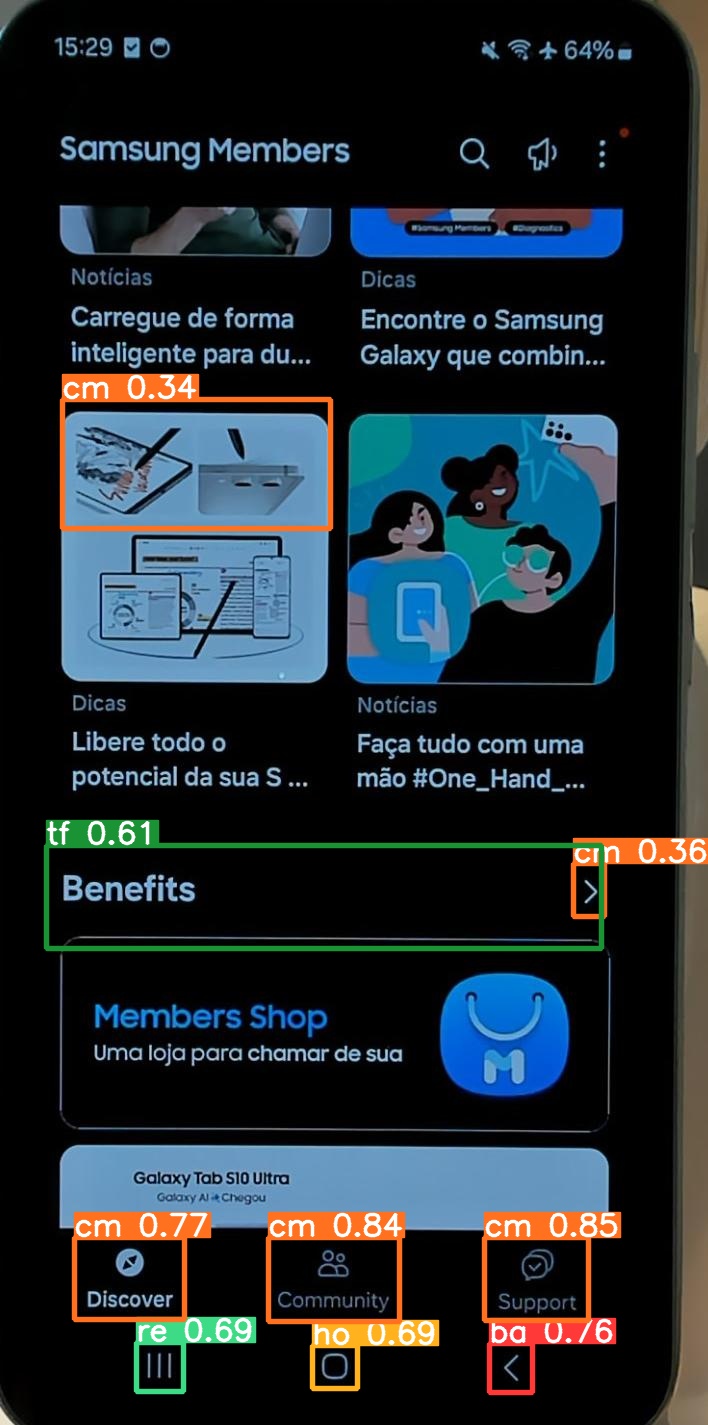 15:29
64%
Samsung Members
#Samsung Members
#Diagnostics
Notícias
Dicas
Carregue de forma
inteligente para du...
Encontre o Samsung
Galaxy que combin...
cm 0.34
Dicas
Notícias
Libere todo o
potencial da sua S ...
Faça tudo com uma
mão #One_Hand_...
tf 0.61
cm 0.36
Benefits
Members Shop
Uma loja para chamar de sua
M
Galaxy Tab S10 Ultra
Galaxy AI Chegou
cm 0.77
cm 0.84
cm 0.85
Discover
Community
Support
re 0.69
ho 0.69
ba 0.76